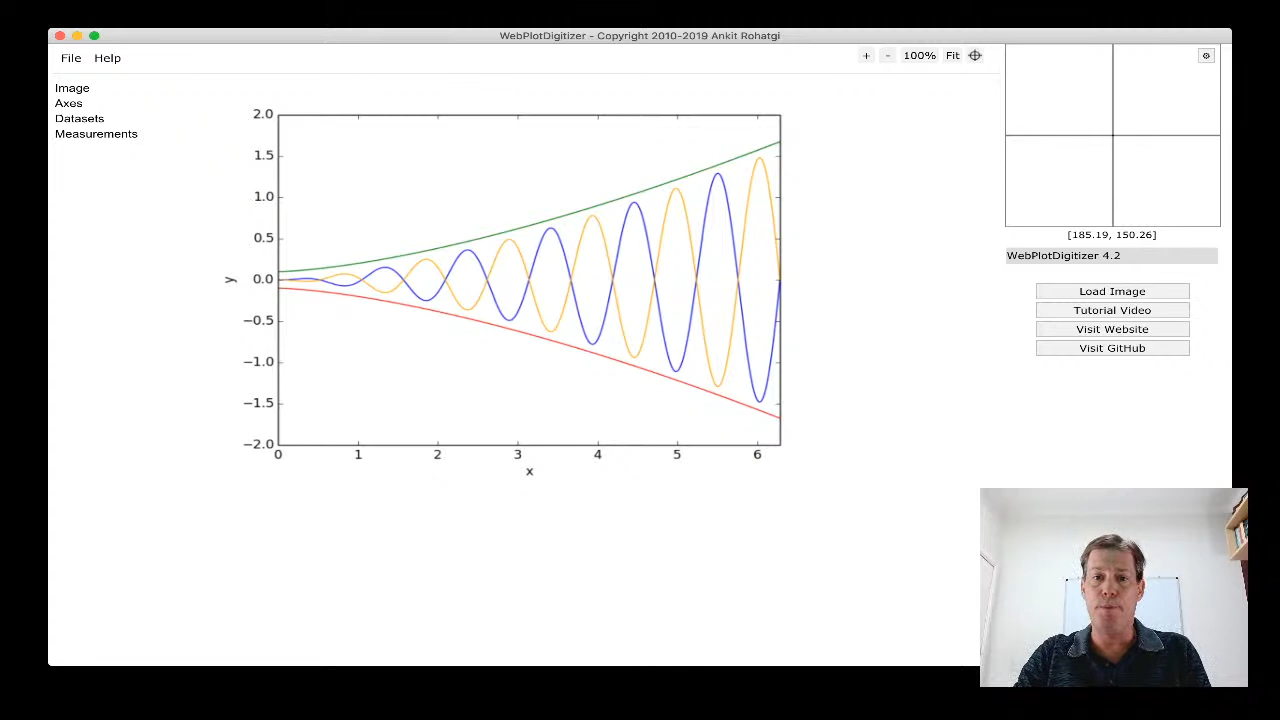 WebPlotDigitizer - Copyright 2010-2019 Ankit Rohatgi
File Help
+ - 100% Fit
Image
Axes
Datasets
Measurements
2.0
1.5
1.0
0.5
0.0
y
−0.5
−1.0
−1.5
−2.0
0 1 2 3 4 5 6
x
[185.19, 150.26]
WebPlotDigitizer 4.2
Load Image
Tutorial Video
Visit Website
Visit GitHub